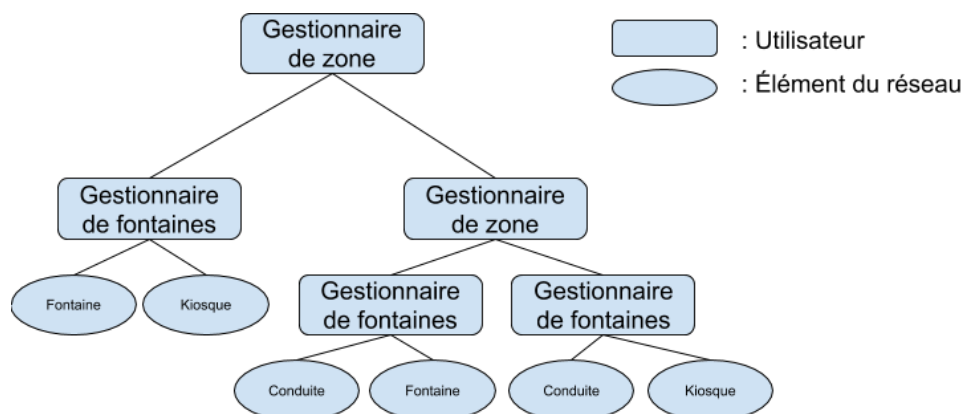 Gestionnaire
de zone
: Utilisateur
: Élément du réseau
Gestionnaire
de fontaines
Gestionnaire
de zone
Fontaine
Kiosque
Gestionnaire
de fontaines
Gestionnaire
de fontaines
Conduite
Fontaine
Conduite
Kiosque